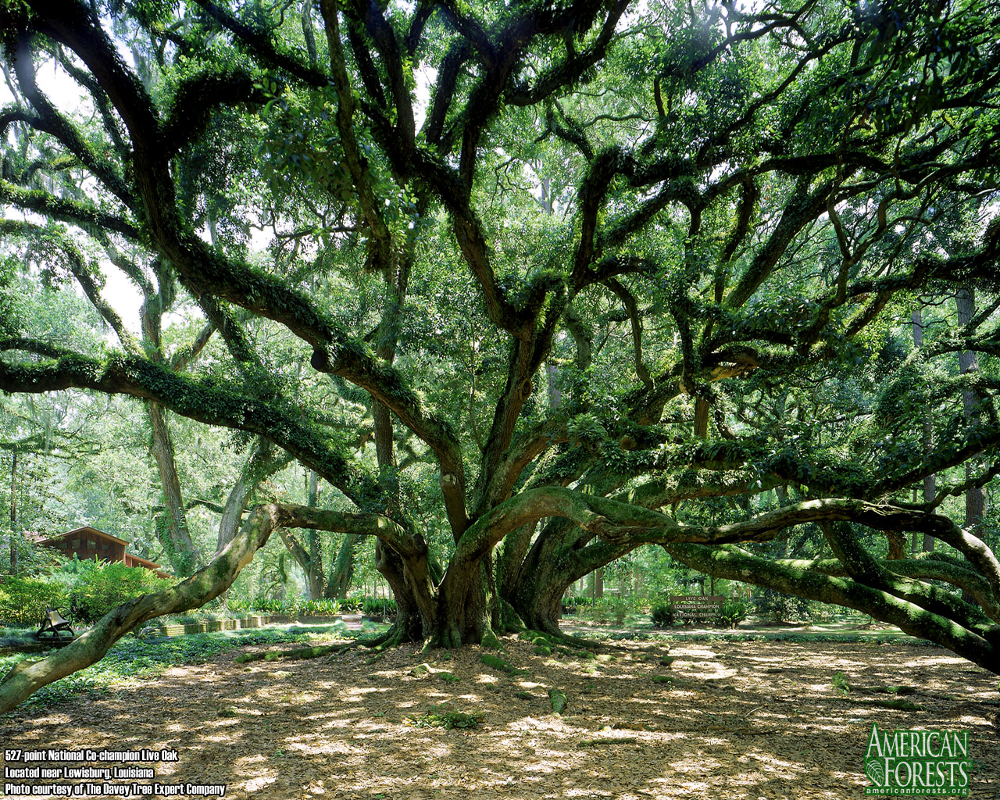 LIVE OAK
LOUISIANA CHAMPION
NATIONAL CHAMPION
527-point National Co-champion Live Oak
Located near Lewisburg, Louisiana
Photo courtesy of The Davey Tree Expert Company
AMERICAN
FORESTS
americanforests.org